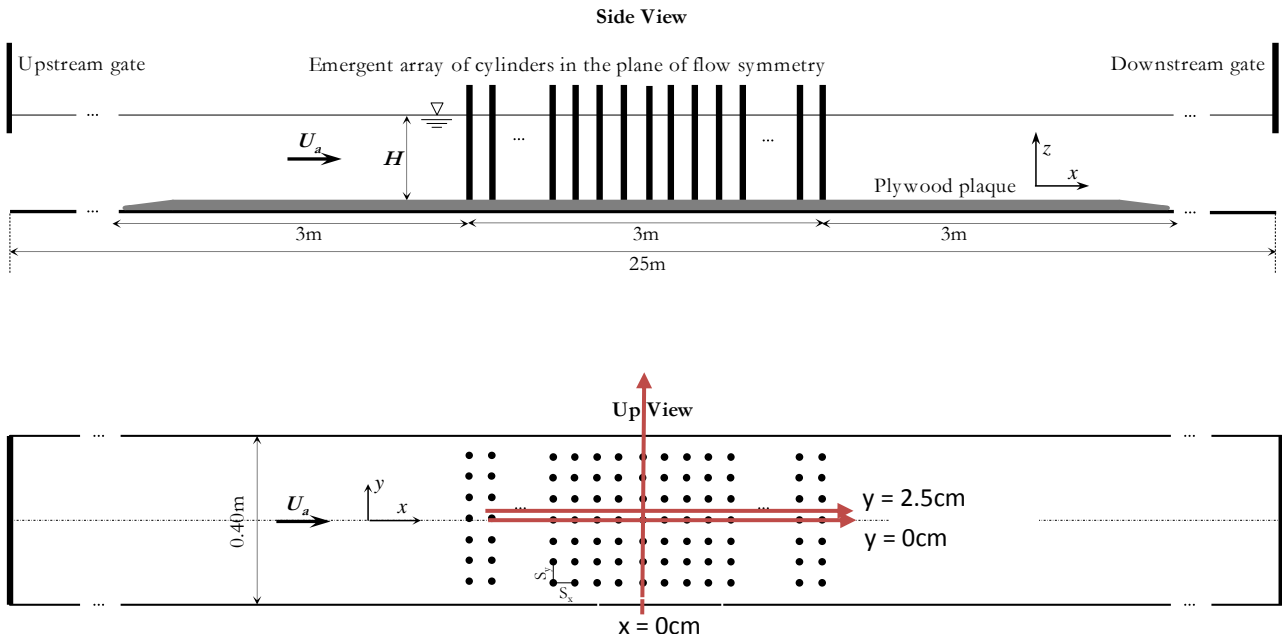 Side View
Upstream gate
Emergent array of cylinders in the plane of flow symmetry
Downstream gate
...
...
U_a
H
...
...
z
x
Plywood plaque
...
...
3m
3m
3m
25m
Up View
...
...
0.40m
U_a
y
x
...
...
y = 2.5cm
y = 0cm
S_y
S_x
...
...
x = 0cm